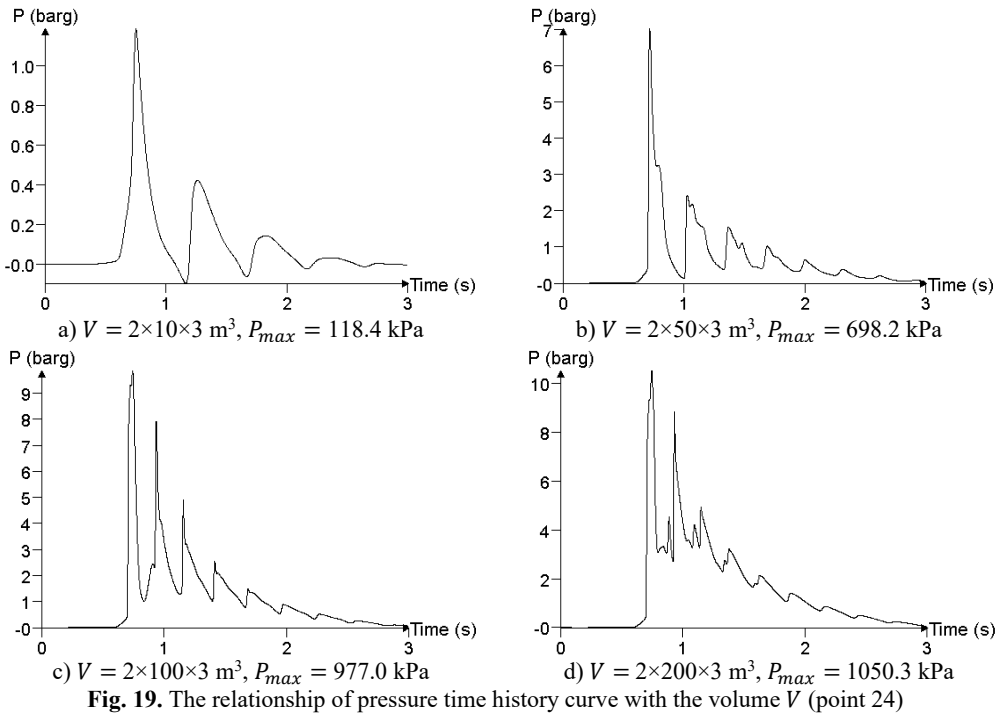 P (barg)
1.0
0.8
0.6
0.4
0.2
-0.0
0 1 2 3
Time (s)
a) V = 2×10×3 m³, Pmax = 118.4 kPa
P (barg)
7
6
5
4
3
2
1
-0
0 1 2 3
Time (s)
b) V = 2×50×3 m³, Pmax = 698.2 kPa
P (barg)
9
8
7
6
5
4
3
2
1
-0
0 1 2 3
Time (s)
c) V = 2×100×3 m³, Pmax = 977.0 kPa
P (barg)
10
8
6
4
2
-0
0 1 2 3
Time (s)
d) V = 2×200×3 m³, Pmax = 1050.3 kPa
Fig. 19. The relationship of pressure time history curve with the volume V (point 24)